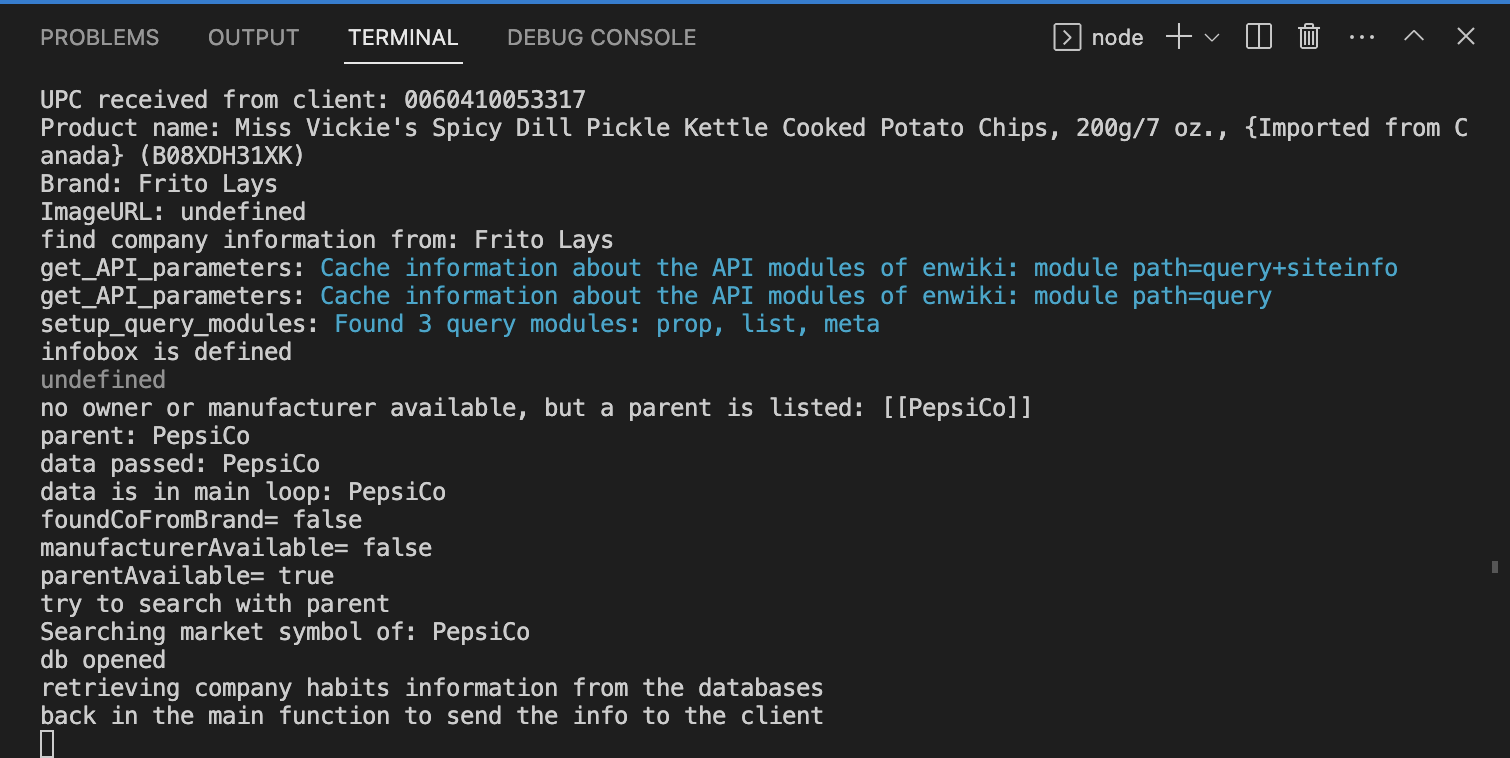 PROBLEMS OUTPUT TERMINAL DEBUG CONSOLE node
UPC received from client: 0060410053317
Product name: Miss Vickie's Spicy Dill Pickle Kettle Cooked Potato Chips, 200g/7 oz., {Imported from C
anada} (B08XDH31XK)
Brand: Frito Lays
ImageURL: undefined
find company information from: Frito Lays
get_API_parameters: Cache information about the API modules of enwiki: module path=query+siteinfo
get_API_parameters: Cache information about the API modules of enwiki: module path=query
setup_query_modules: Found 3 query modules: prop, list, meta
infobox is defined
undefined
no owner or manufacturer available, but a parent is listed: [[PepsiCo]]
parent: PepsiCo
data passed: PepsiCo
data is in main loop: PepsiCo
foundCoFromBrand= false
manufacturerAvailable= false
parentAvailable= true
try to search with parent
Searching market symbol of: PepsiCo
db opened
retrieving company habits information from the databases
back in the main function to send the info to the client